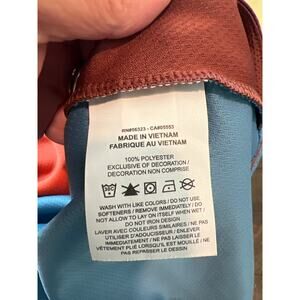 RN#56323 - CA#05553
MADE IN VIETNAM
FABRIQUE AU VIETNAM
100% POLYESTER
EXCLUSIVE OF DECORATION/
DECORATION NON COMPRISE
WASH WITH LIKE COLORS / DO NOT USE
SOFTENERS / REMOVE IMMEDIATELY / DO
NOT ALLOW TO LAY ON ITSELF WHEN WET /
DO NOT IRON DESIGN
LAVER AVEC COULEURS SIMILAIRES / NE PAS
UTILISER D'ADOUCISSEUR / ENLEVER
IMMÉDIATEMENT / NE PAS LAISSER LE
VÊTEMENT PLIÉ LORSQU'IL EST MOUILLÉ / NE
PAS REPASSER LE DESSIN